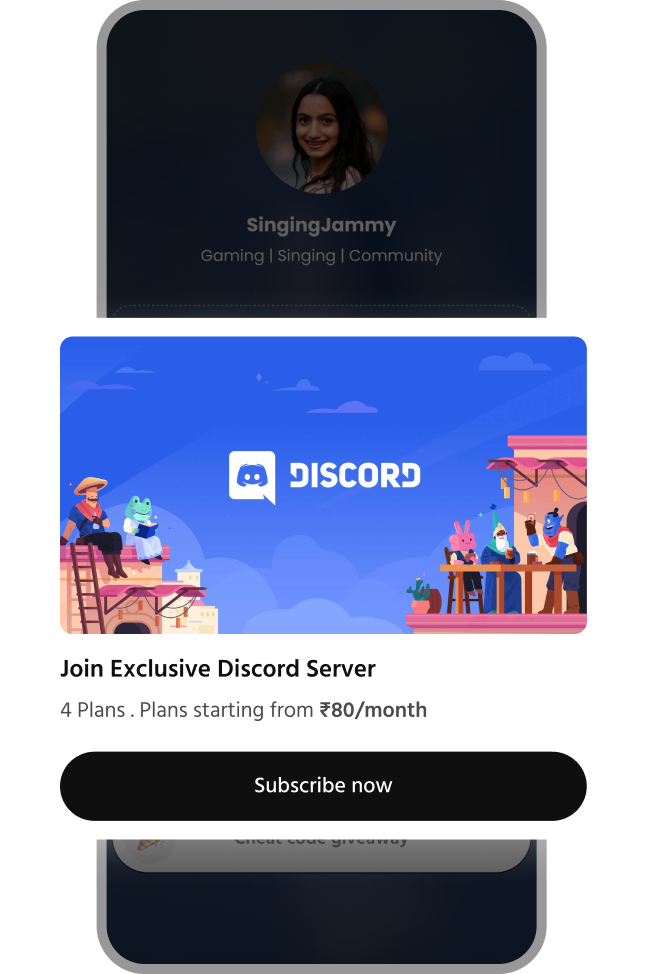 SingingJammy
Gaming | Singing | Community
DISCORD
Join Exclusive Discord Server
4 Plans . Plans starting from ₹80/month
Subscribe now
Cheat code giveaway